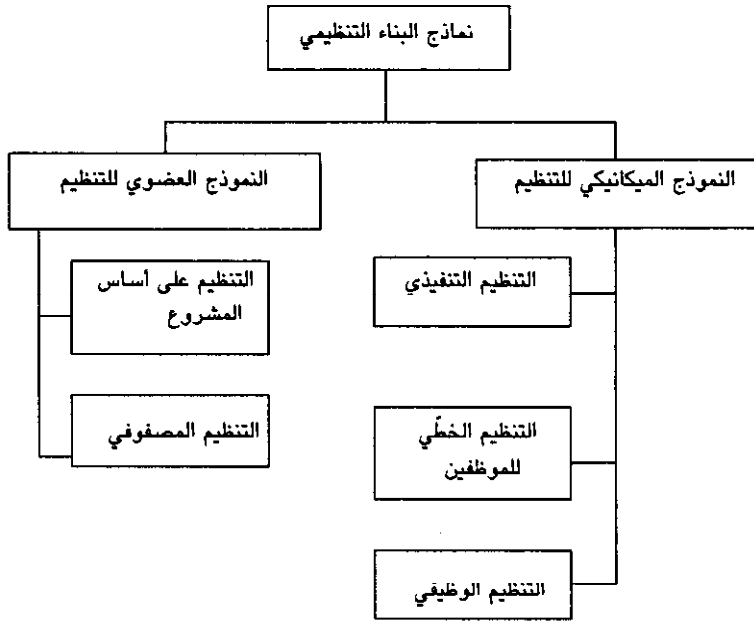 نماذج البناء التنظيمي
النموذج الميكانيكي للتنظيم
النموذج العضوي للتنظيم
التنظيم التنفيذي
التنظيم الخطّي
للموظفين
التنظيم الوظيفي
التنظيم على أساس
المشروع
التنظيم المصفوفي